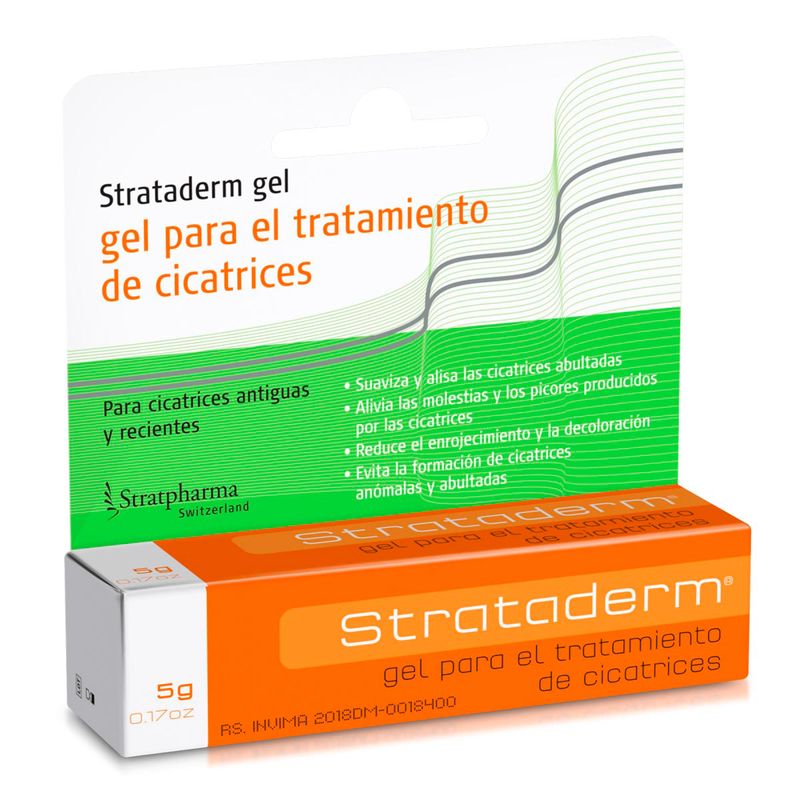 Strataderm gel
gel para el tratamiento
de cicatrices
Para cicatrices antiguas
y recientes
• Suaviza y alisa las cicatrices abultadas
• Alivia las molestias y los picores producidos
por las cicatrices
• Reduce el enrojecimiento y la decoloración
• Evita la formación de cicatrices
anómalas y abultadas
Stratpharma
Switzerland
Strataderm®
gel para el tratamiento
de cicatrices
5g
0.17oz
Strataderm®
gel para el tratamiento
de cicatrices
5g
0.17oz
RS. INVIMA 2018DM-0018400
LOT